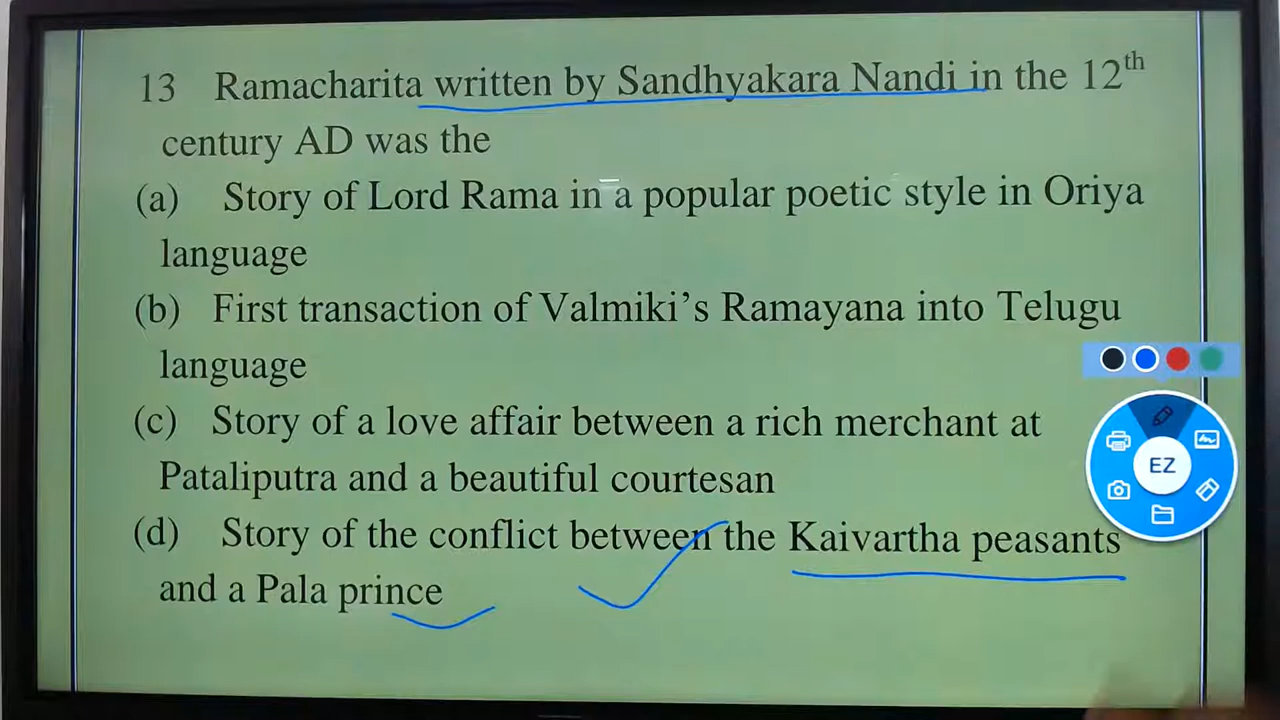 13 Ramacharita written by Sandhyakara Nandi in the 12th
century AD was the
(a) Story of Lord Rama in a popular poetic style in Oriya
language
(b) First transaction of Valmiki's Ramayana into Telugu
language
(c) Story of a love affair between a rich merchant at
Pataliputra and a beautiful courtesan
(d) Story of the conflict between the Kaivartha peasants
and a Pala prince
EZ